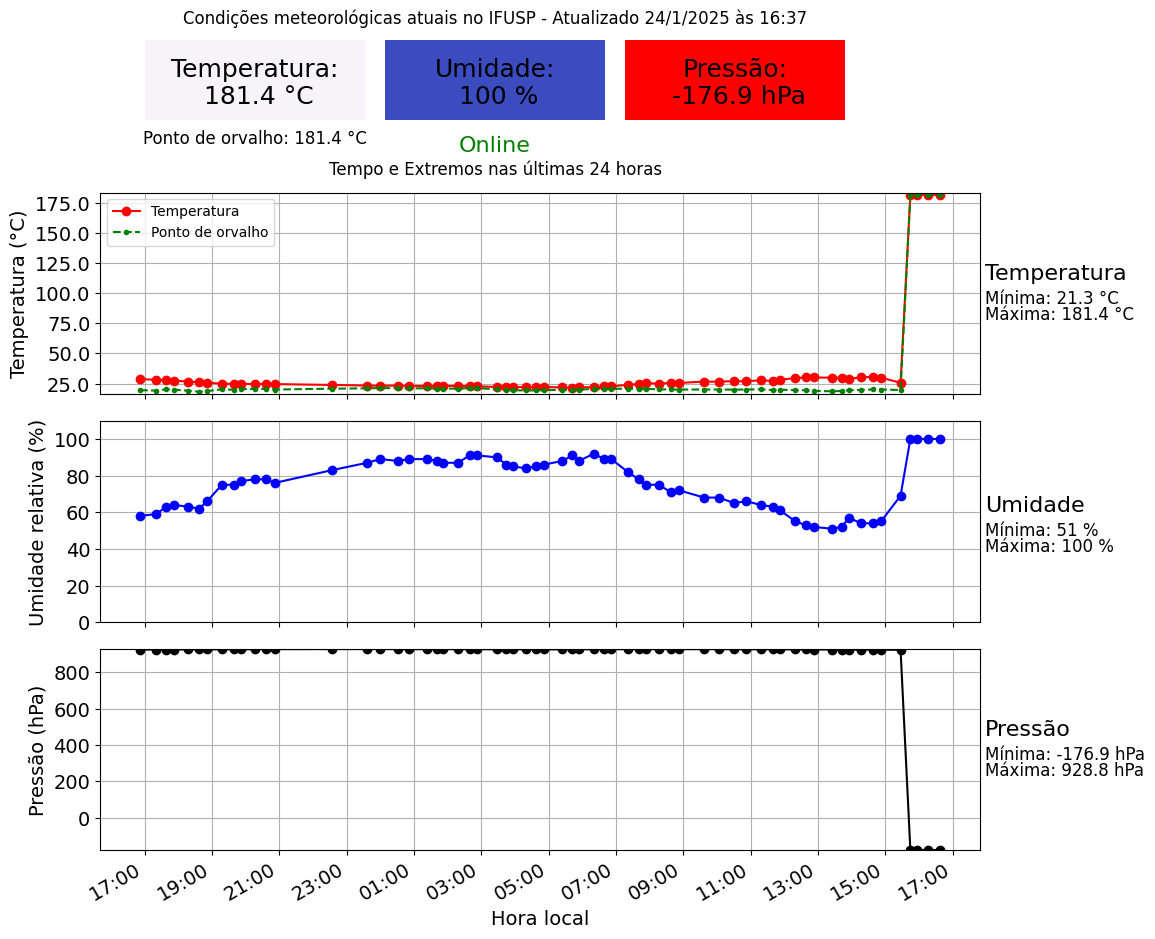 Condições meteorológicas atuais no IFUSP - Atualizado 24/1/2025 às 16:37
Temperatura:
181.4 °C
Umidade:
100 %
Pressão:
-176.9 hPa
Ponto de orvalho: 181.4 °C
Online
Tempo e Extremos nas últimas 24 horas
Temperatura (°C)
175.0
150.0
125.0
100.0
75.0
50.0
25.0
Temperatura
Ponto de orvalho
Temperatura
Mínima: 21.3 °C
Máxima: 181.4 °C
Umidade relativa (%)
100
80
60
40
20
0
Umidade
Mínima: 51 %
Máxima: 100 %
Pressão (hPa)
800
600
400
200
0
Pressão
Mínima: -176.9 hPa
Máxima: 928.8 hPa
17:00 19:00 21:00 23:00 01:00 03:00 05:00 07:00 09:00 11:00 13:00 15:00 17:00
Hora local